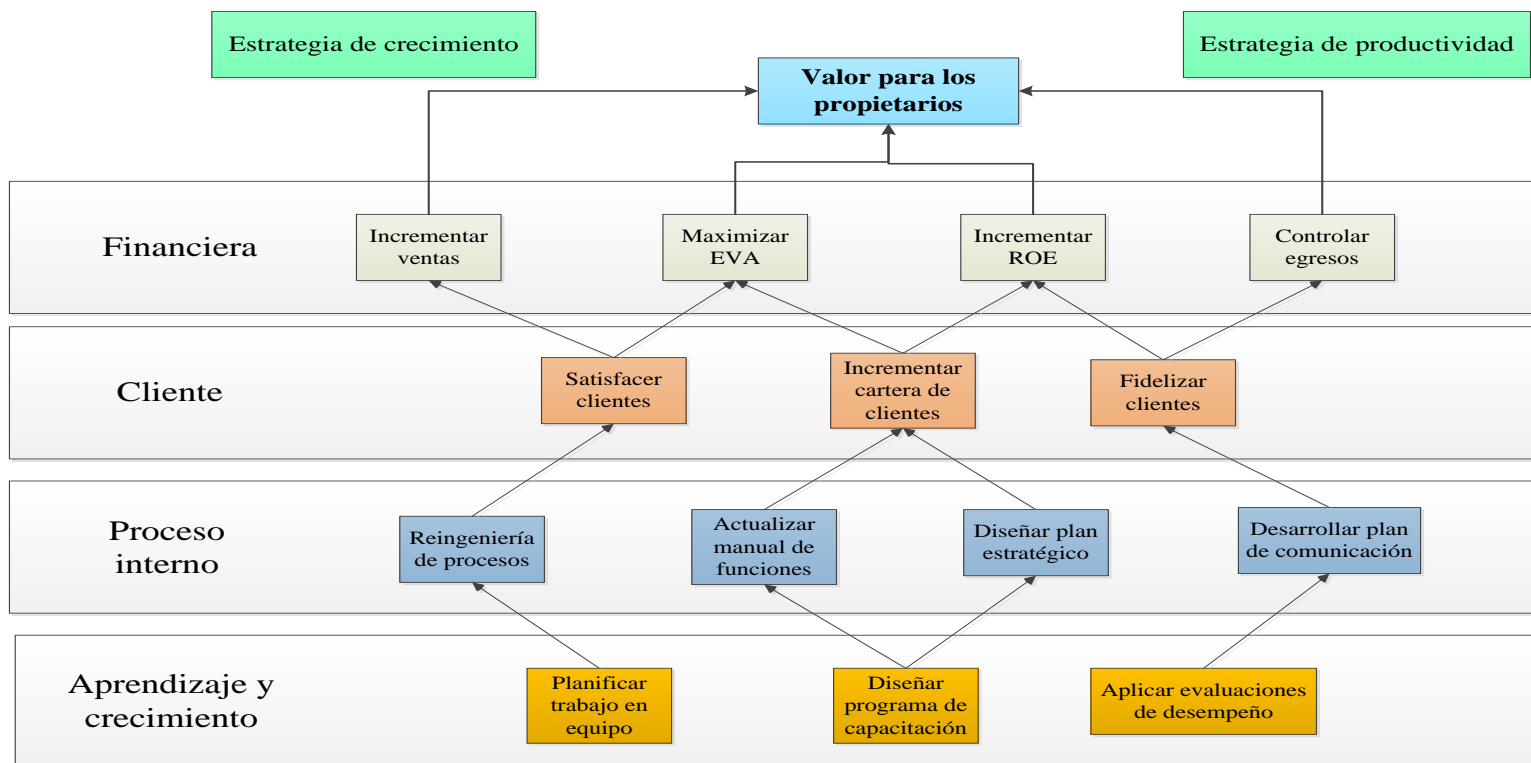 Estrategia de crecimiento
Estrategia de productividad
Valor para los
propietarios
Financiera
Incrementar
ventas
Maximizar
EVA
Incrementar
ROE
Controlar
egresos
Cliente
Satisfacer
clientes
Incrementar
cartera de
clientes
Fidelizar
clientes
Proceso
interno
Reingeniería
de procesos
Actualizar
manual de
funciones
Diseñar plan
estratégico
Desarrollar plan
de comunicación
Aprendizaje y
crecimiento
Planificar
trabajo en
equipo
Diseñar
programa de
capacitación
Aplicar evaluaciones
de desempeño